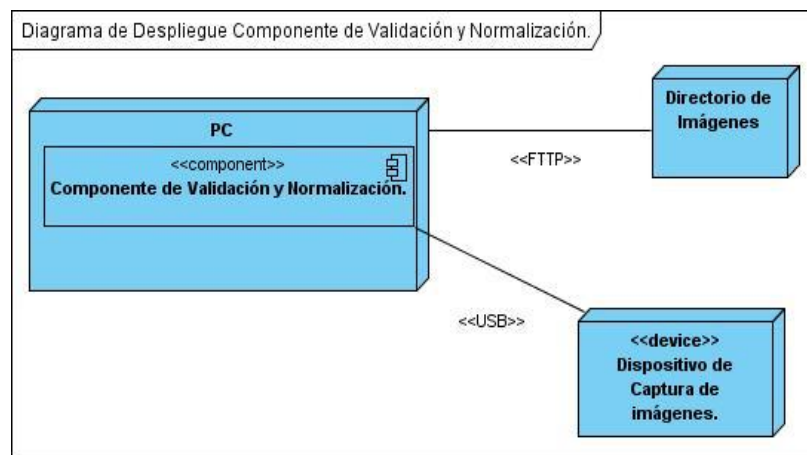 Diagrama de Despliegue Componente de Validación y Normalización.
PC
<<component>>
Componente de Validación y Normalización.
<<FTTP>>
Directorio de
Imágenes
<<USB>>
<<device>>
Dispositivo de
Captura de
imágenes.